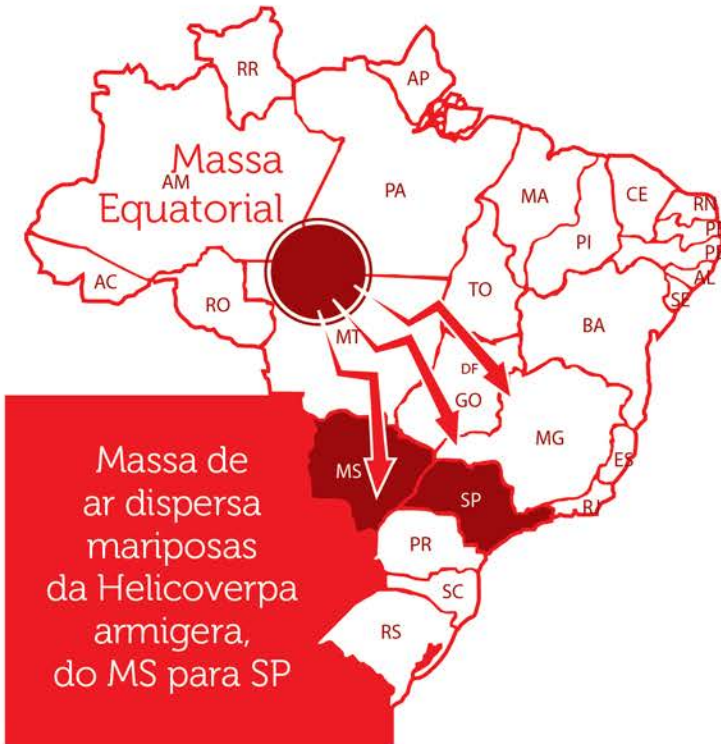 RR
AP
Massa
AM
Equatorial
PA
MA
CE
RN
PI
PE
AL
SE
AC
RO
TO
BA
MT
DF
GO
MG
ES
MS
SP
RJ
PR
SC
RS
Massa de
ar dispersa
mariposas
da Helicoverpa
armigera,
do MS para SP